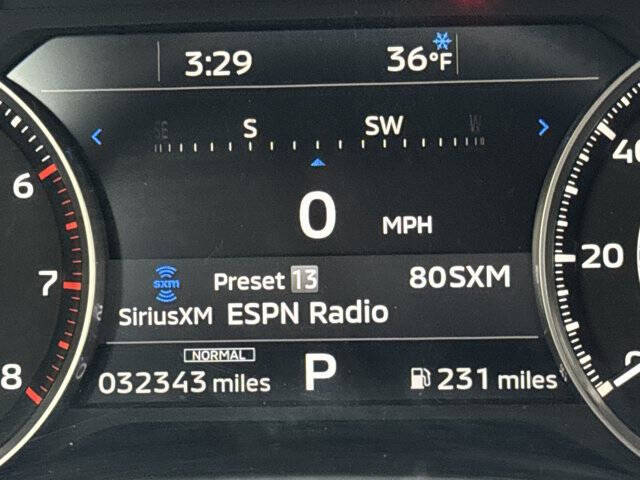 3:29 36°F
SE S SW W
0 MPH
sxm Preset 13 80SXM
SiriusXM ESPN Radio
NORMAL
032343 miles P 231 miles
6
7
8
40
20